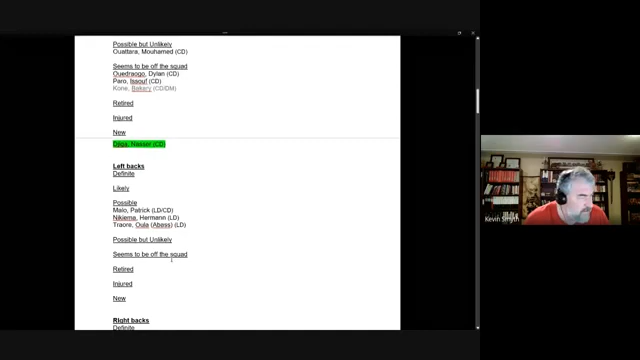 Possible but Unlikely
Ouattara, Mouhamed (CD)
Seems to be off the squad
Ouedraogo, Dylan (CD)
Paro, Issouf (CD)
Kone, Bakary (CD/DM)
Retired
Injured
New
Djiga, Nasser (CD)
Left backs
Definite
Likely
Possible
Malo, Patrick (LD/CD)
Nikiema, Hermann (LD)
Traore, Oula (Abass) (LD)
Possible but Unlikely
Seems to be off the squad
Retired
Injured
New
Right backs
Definite
Kevin Smyth